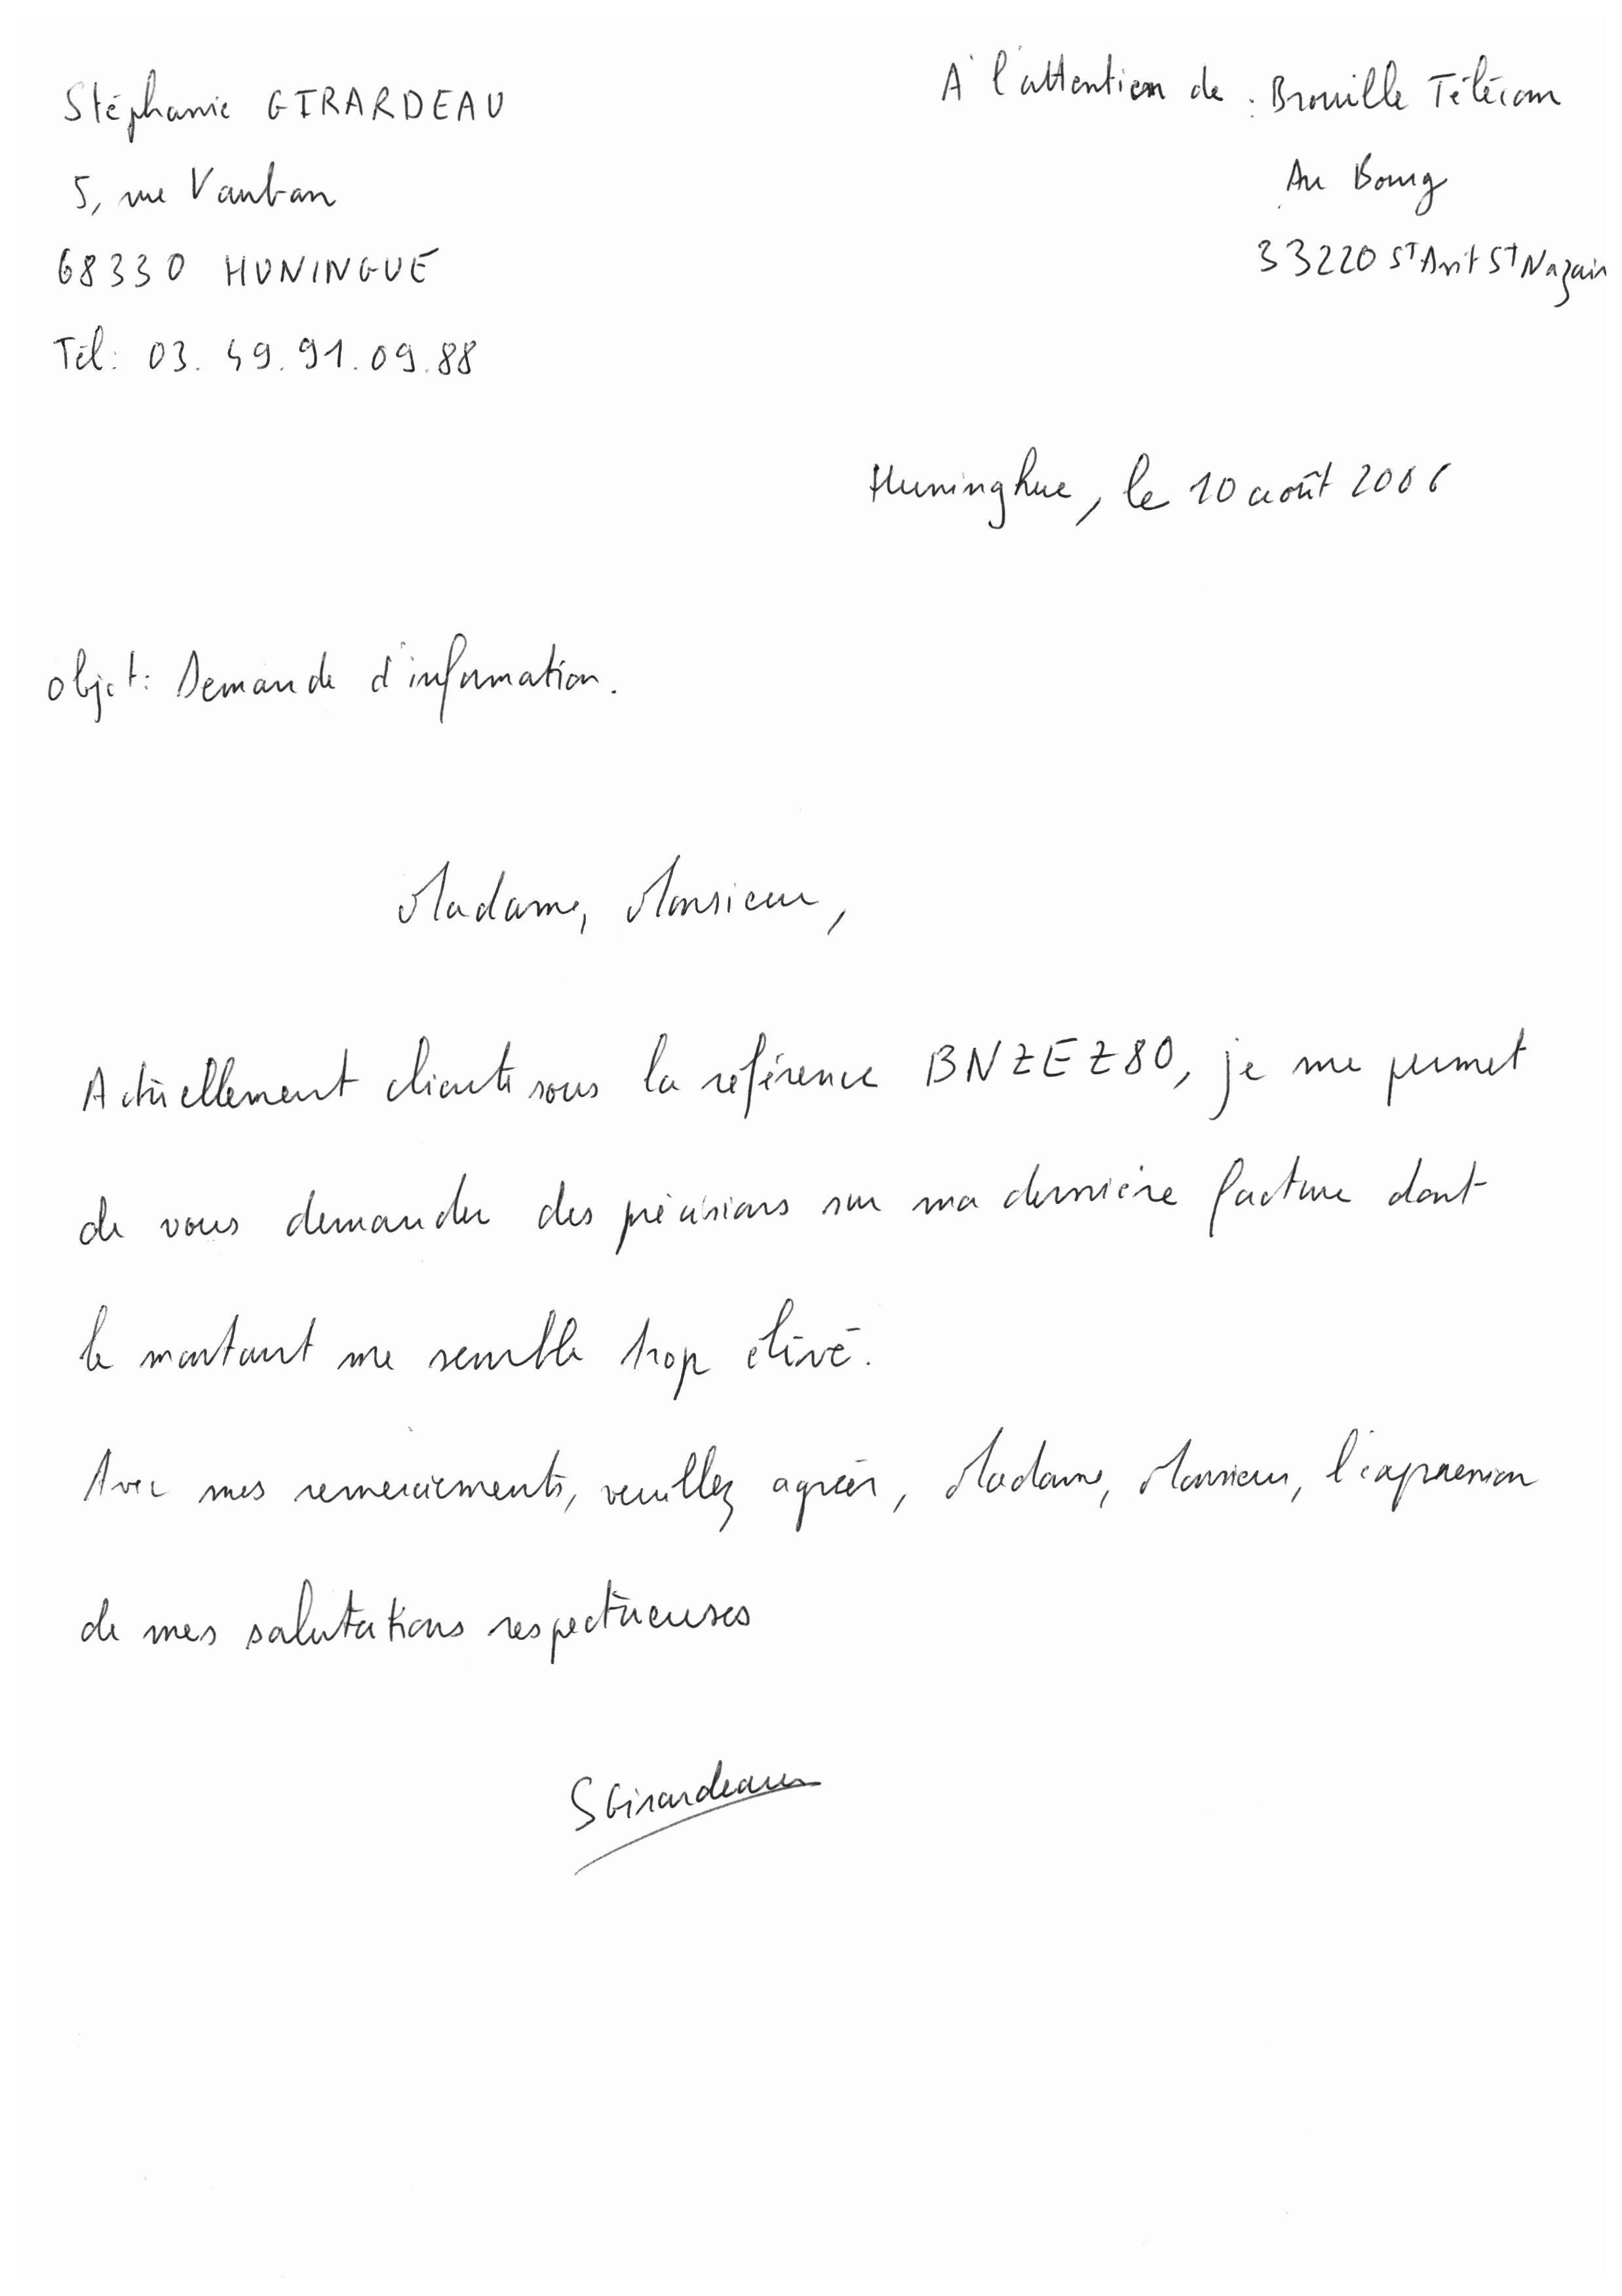 Stéphanie GIRARDEAU
5, rue Vauban
68330 HUNINGUE
Tél: 03.49.91.09.88
A l'attention de : Brouille Télécom
Au Bourg
33220 St Avit St Nazair
Huninghue, le 10 août 2006
Objet: Demande d'information.
Madame, Monsieur,
Actuellement cliente sous la référence BNZEZ80, je me permet
de vous demander des précisions sur ma dernière facture dont
le montant me semble trop élevé.
Avec mes remerciements, veuillez agréer, Madame, Monsieur, l'expression
de mes salutations respectueuses
SGirardeau